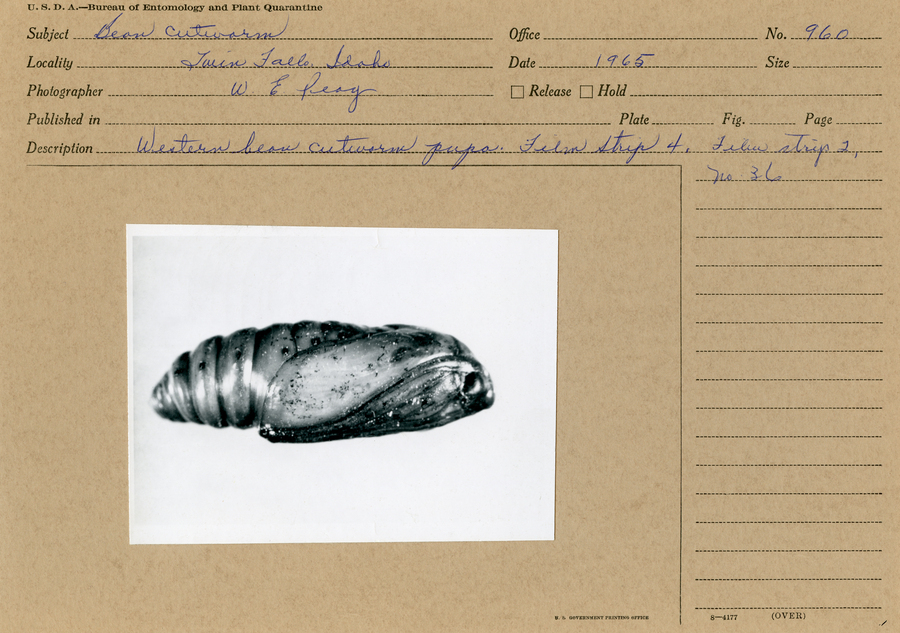 U. S. D. A.—Bureau of Entomology and Plant Quarantine
Subject Bean cutworm Office No. 960
Locality Twin Falls, Idaho Date 1965 Size
Photographer W. E. Peay Release Hold
Published in Plate Fig. Page
Description Western bean cutworm pupa. Film strip 4. Film strip 2,
no 36
U. S. GOVERNMENT PRINTING OFFICE 8—4177 (OVER)